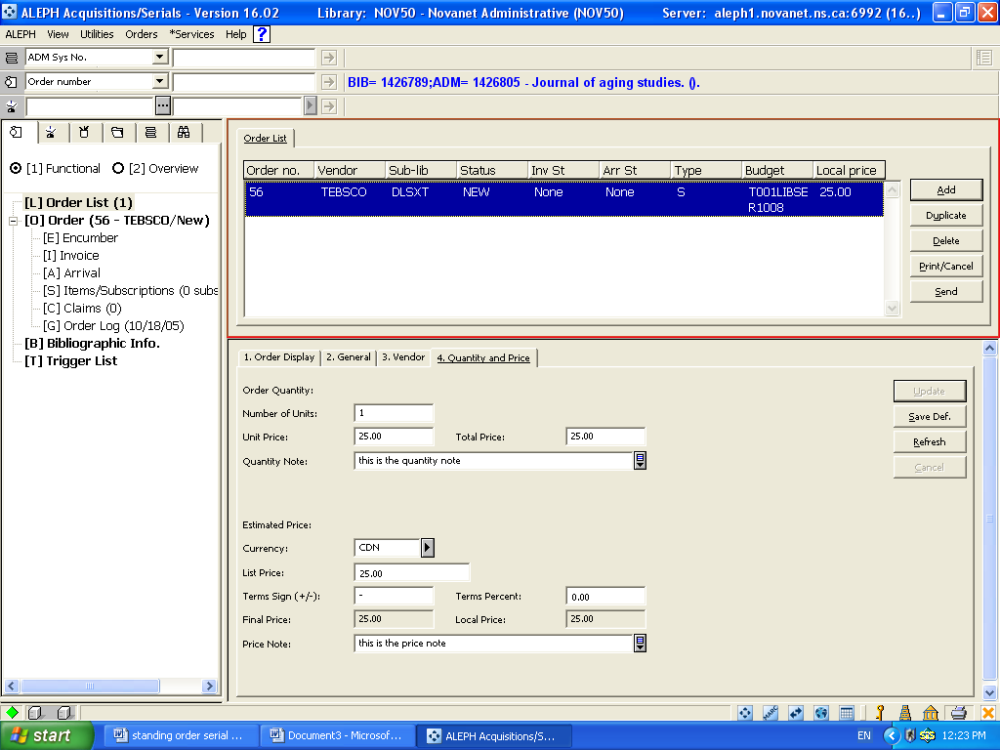 ALEPH Acquisitions/Serials - Version 16.02 Library: NOV50 - Novanet Administrative (NOV50) Server: aleph1.novanet.ns.ca:6992 (16..)
ALEPH View Utilities Orders *Services Help ?
ADM Sys No.
Order number BIB= 1426789;ADM= 1426805 - Journal of aging studies. ().
[1] Functional [2] Overview
[L] Order List (1)
[O] Order (56 - TEBSCO/New)
[E] Encumber
[I] Invoice
[A] Arrival
[S] Items/Subscriptions (0 subs
[C] Claims (0)
[G] Order Log (10/18/05)
[B] Bibliographic Info.
[T] Trigger List
Order List
Order no. Vendor Sub-lib Status Inv St Arr St Type Budget Local price
56 TEBSCO DLSXT NEW None None S T001LIBSE 25.00
R1008
Add
Duplicate
Delete
Print/Cancel
Send
1. Order Display 2. General 3. Vendor 4. Quantity and Price
Order Quantity:
Number of Units: 1
Unit Price: 25.00 Total Price: 25.00
Quantity Note: this is the quantity note
Estimated Price:
Currency: CDN
List Price: 25.00
Terms Sign (+/-): - Terms Percent: 0.00
Final Price: 25.00 Local Price: 25.00
Price Note: this is the price note
Update
Save Def.
Refresh
Cancel
MARC
start standing order serial ... Document3 - Microsof... ALEPH Acquisitions/S... EN 12:23 PM